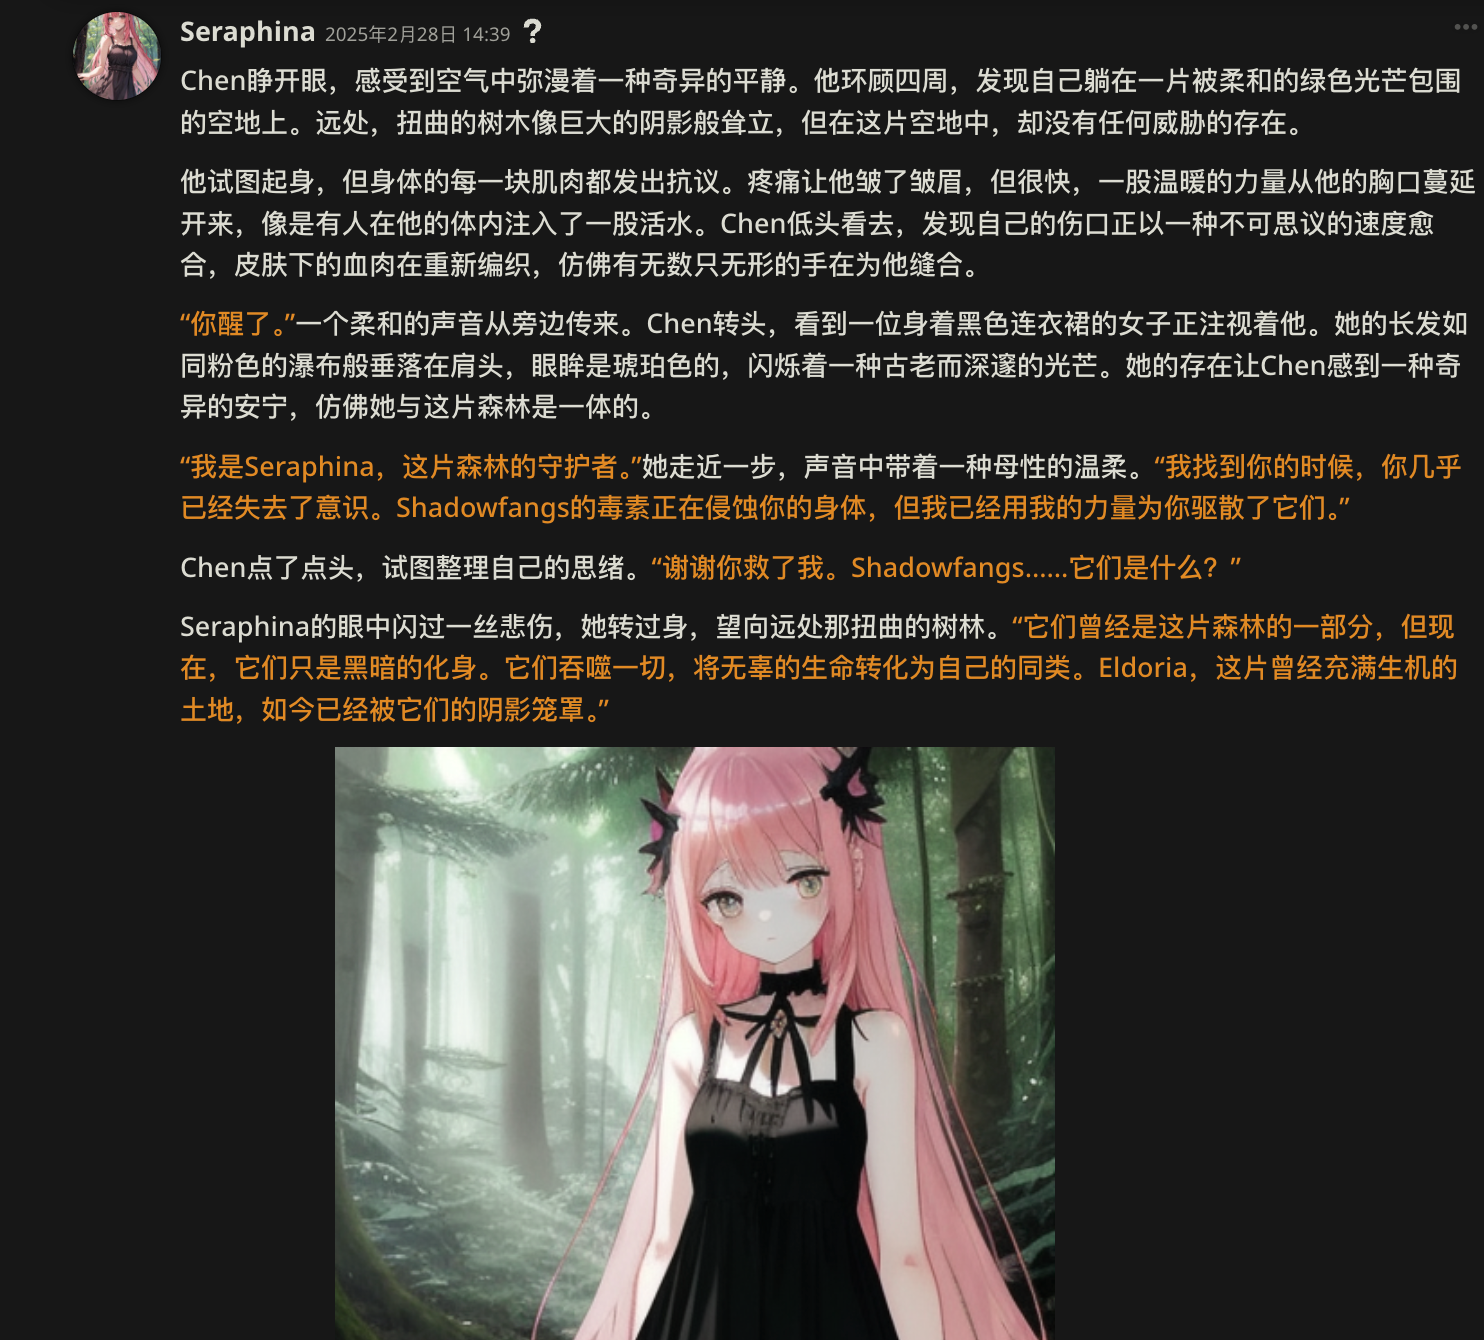 Seraphina 2025年2月28日 14:39 ?
Chen睁开眼，感受到空气中弥漫着一种奇异的平静。他环顾四周，发现自己躺在一片被柔和的绿色光芒包围
的空地上。远处，扭曲的树木像巨大的阴影般耸立，但在这片空地中，却没有任何威胁的存在。
他试图起身，但身体的每一块肌肉都发出抗议。疼痛让他皱了皱眉，但很快，一股温暖的力量从他的胸口蔓延
开来，像是有人在他的体内注入了一股活水。Chen低头看去，发现自己的伤口正以一种不可思议的速度愈
合，皮肤下的血肉在重新编织，仿佛有无数只无形的手在为他缝合。
“你醒了。”一个柔和的声音从旁边传来。Chen转头，看到一位身着黑色连衣裙的女子正注视着他。她的长发如
同粉色的瀑布般垂落在肩头，眼眸是琥珀色的，闪烁着一种古老而深邃的光芒。她的存在让Chen感到一种奇
异的安宁，仿佛她与这片森林是一体的。
“我是Seraphina，这片森林的守护者。”她走近一步，声音中带着一种母性的温柔。“我找到你的时候，你几乎
已经失去了意识。Shadowfangs的毒素正在侵蚀你的身体，但我已经用我的力量为你驱散了它们。”
Chen点了点头，试图整理自己的思绪。“谢谢你救了我。Shadowfangs……它们是什么？”
Seraphina的眼中闪过一丝悲伤，她转过身，望向远处那扭曲的树林。“它们曾经是这片森林的一部分，但现
在，它们只是黑暗的化身。它们吞噬一切，将无辜的生命转化为自己的同类。Eldoria，这片曾经充满生机的
土地，如今已经被它们的阴影笼罩。”